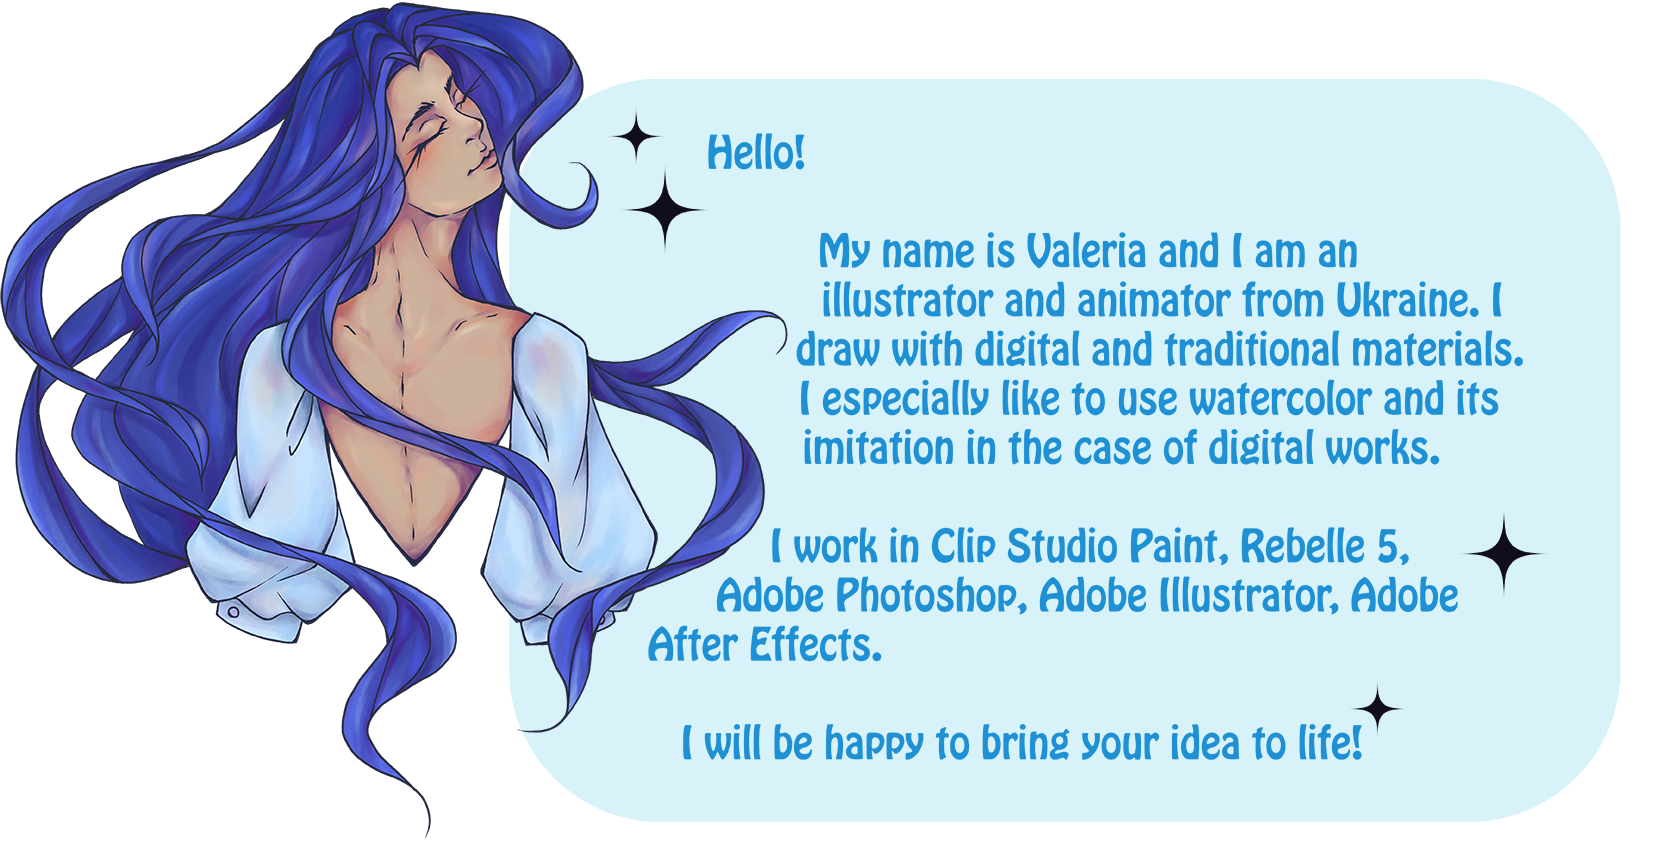 Hello!
My name is Valeria and I am an
illustrator and animator from Ukraine. I
draw with digital and traditional materials.
I especially like to use watercolor and its
imitation in the case of digital works.
I work in Clip Studio Paint, Rebelle 5,
Adobe Photoshop, Adobe Illustrator, Adobe
After Effects.
I will be happy to bring your idea to life!